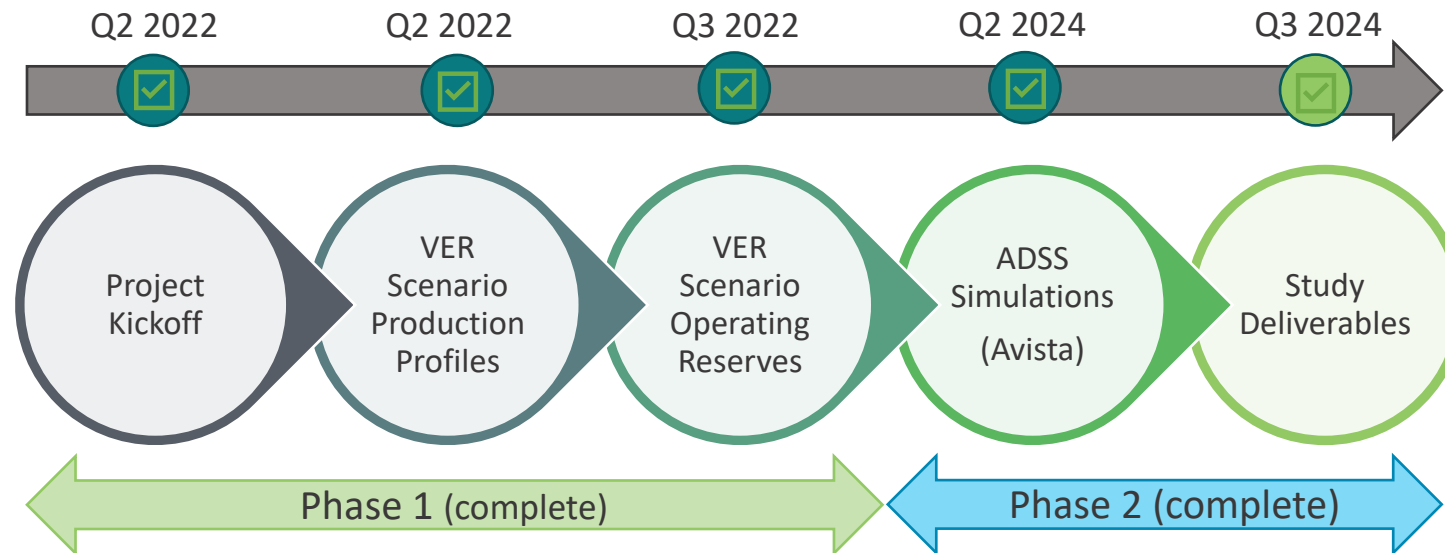 Q2 2022
Q2 2022
Q3 2022
Q2 2024
Q3 2024
Project
Kickoff
VER
Scenario
Production
Profiles
VER
Scenario
Operating
Reserves
ADSS
Simulations
(Avista)
Study
Deliverables
Phase 1 (complete)
Phase 2 (complete)